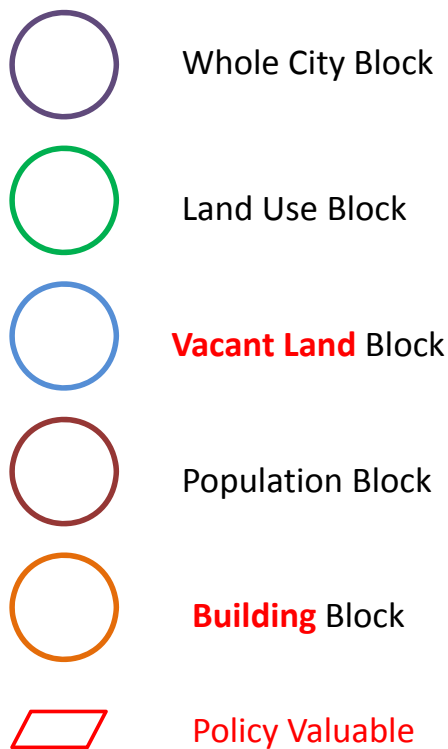 Whole City Block
Land Use Block
Vacant Land Block
Population Block
Building Block
Policy Valuable